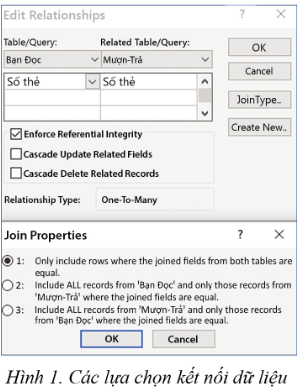 Edit Relationships ? ×
Table/Query: Related Table/Query:
Bạn Đọc Mượn-Trả
Số thẻ Số thẻ
OK
Cancel
JoinType..
Create New..
Enforce Referential Integrity
Cascade Update Related Fields
Cascade Delete Related Records
Relationship Type: One-To-Many
Join Properties ? ×
1: Only include rows where the joined fields from both tables are
equal.
2: Include ALL records from 'Bạn Đọc' and only those records from
'Mượn-Trả' where the joined fields are equal.
3: Include ALL records from 'Mượn-Trả' and only those records
from 'Bạn Đọc' where the joined fields are equal.
OK Cancel
Hình 1. Các lựa chọn kết nối dữ liệu